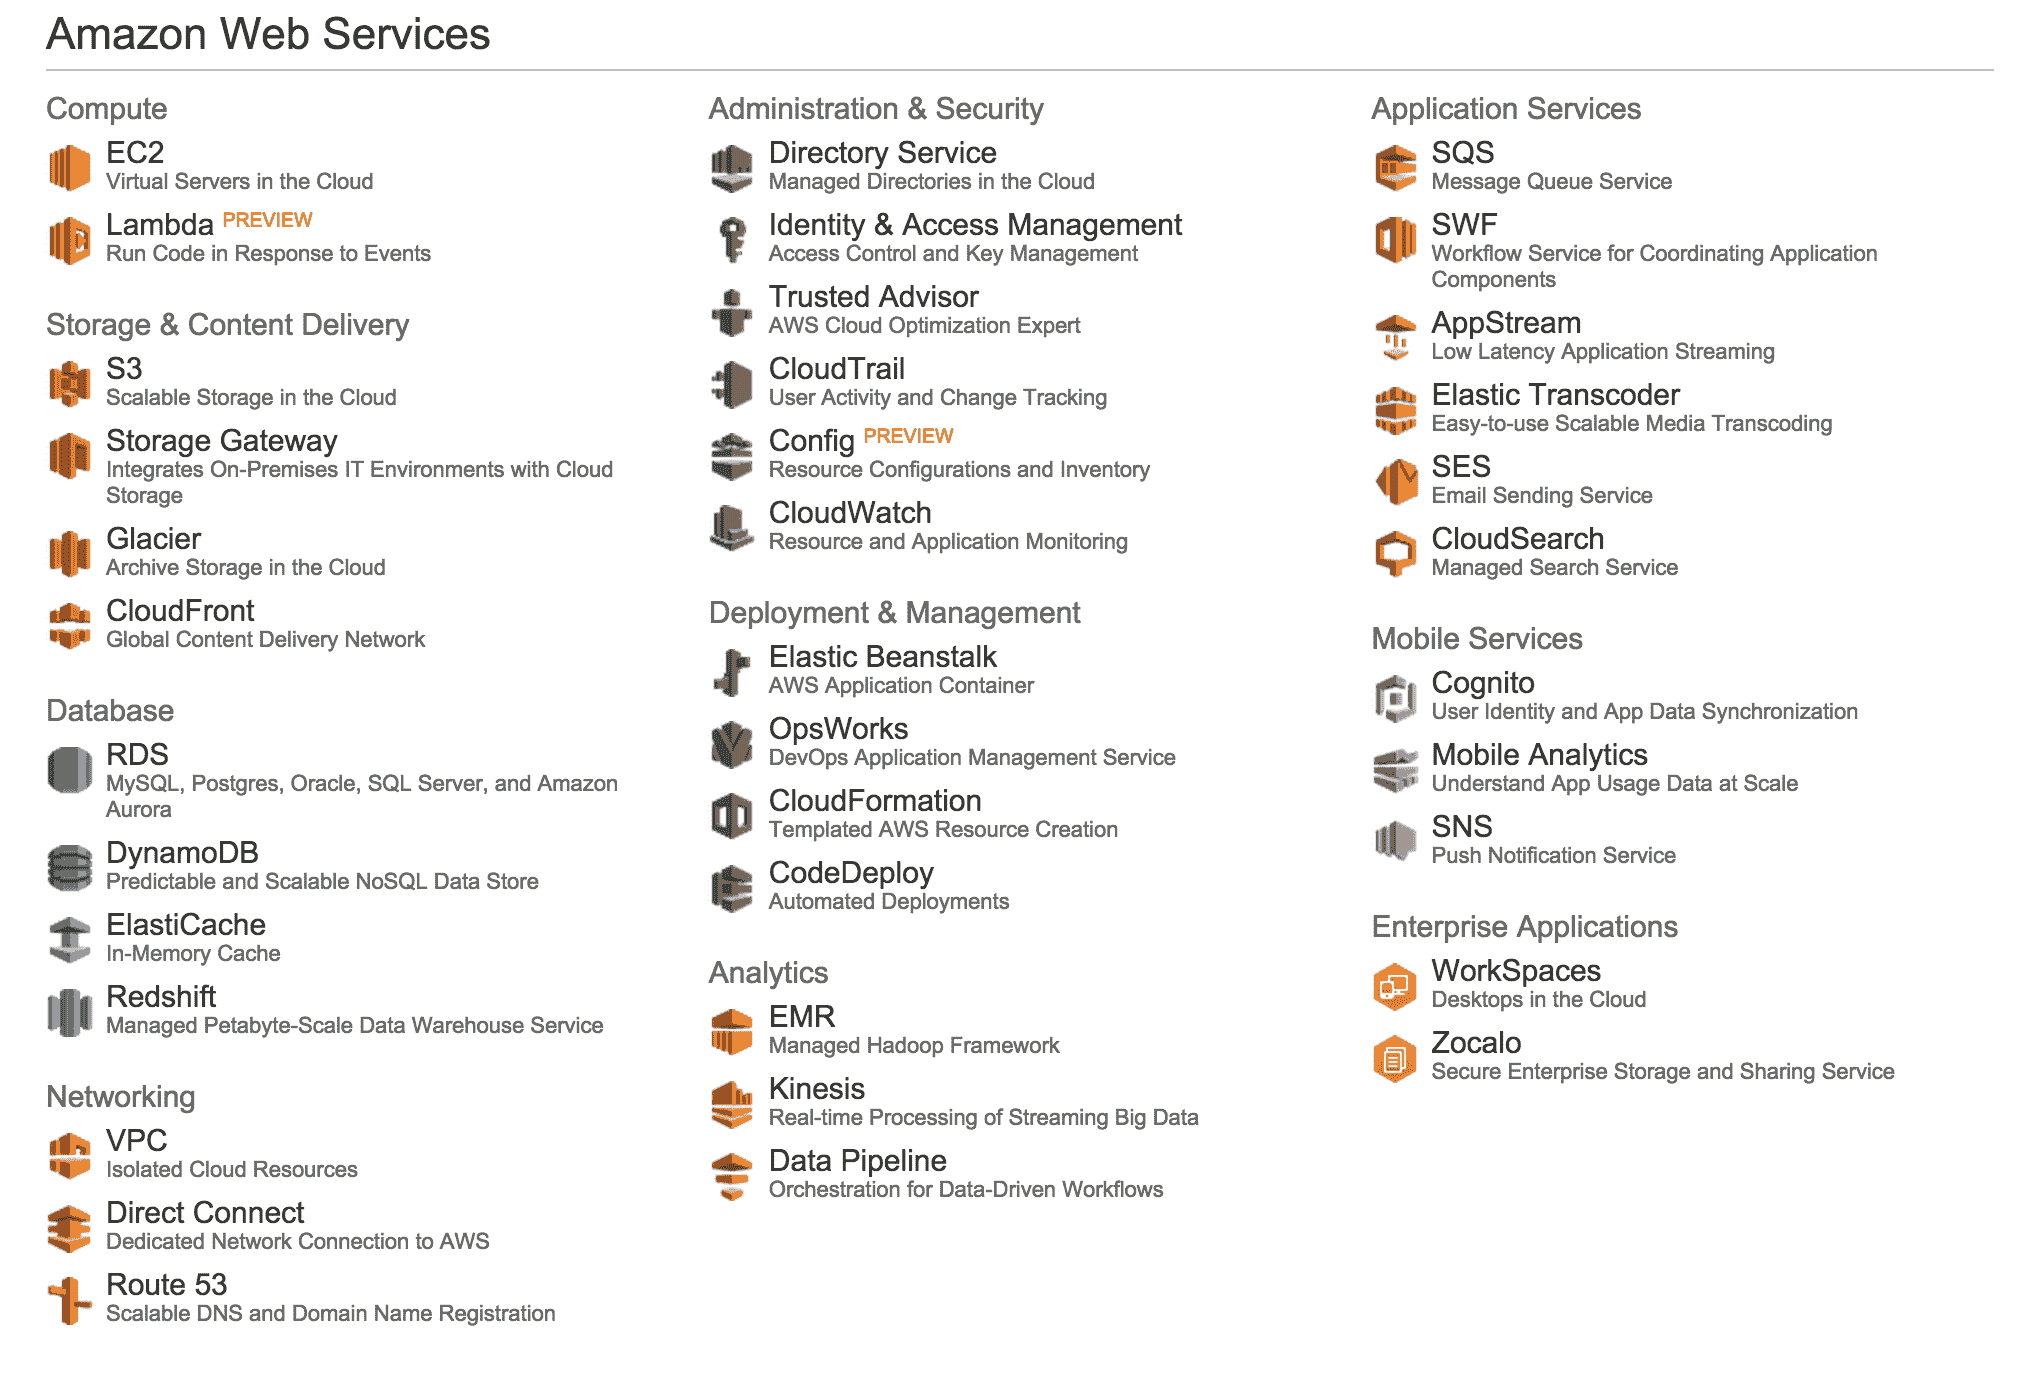 Amazon Web Services
Compute
EC2
Virtual Servers in the Cloud
Lambda PREVIEW
Run Code in Response to Events
Storage & Content Delivery
S3
Scalable Storage in the Cloud
Storage Gateway
Integrates On-Premises IT Environments with Cloud
Storage
Glacier
Archive Storage in the Cloud
CloudFront
Global Content Delivery Network
Database
RDS
MySQL, Postgres, Oracle, SQL Server, and Amazon
Aurora
DynamoDB
Predictable and Scalable NoSQL Data Store
ElastiCache
In-Memory Cache
Redshift
Managed Petabyte-Scale Data Warehouse Service
Networking
VPC
Isolated Cloud Resources
Direct Connect
Dedicated Network Connection to AWS
Route 53
Scalable DNS and Domain Name Registration
Administration & Security
Directory Service
Managed Directories in the Cloud
Identity & Access Management
Access Control and Key Management
Trusted Advisor
AWS Cloud Optimization Expert
CloudTrail
User Activity and Change Tracking
Config PREVIEW
Resource Configurations and Inventory
CloudWatch
Resource and Application Monitoring
Deployment & Management
Elastic Beanstalk
AWS Application Container
OpsWorks
DevOps Application Management Service
CloudFormation
Templated AWS Resource Creation
CodeDeploy
Automated Deployments
Analytics
EMR
Managed Hadoop Framework
Kinesis
Real-time Processing of Streaming Big Data
Data Pipeline
Orchestration for Data-Driven Workflows
Application Services
SQS
Message Queue Service
SWF
Workflow Service for Coordinating Application
Components
AppStream
Low Latency Application Streaming
Elastic Transcoder
Easy-to-use Scalable Media Transcoding
SES
Email Sending Service
CloudSearch
Managed Search Service
Mobile Services
Cognito
User Identity and App Data Synchronization
Mobile Analytics
Understand App Usage Data at Scale
SNS
Push Notification Service
Enterprise Applications
WorkSpaces
Desktops in the Cloud
Zocalo
Secure Enterprise Storage and Sharing Service